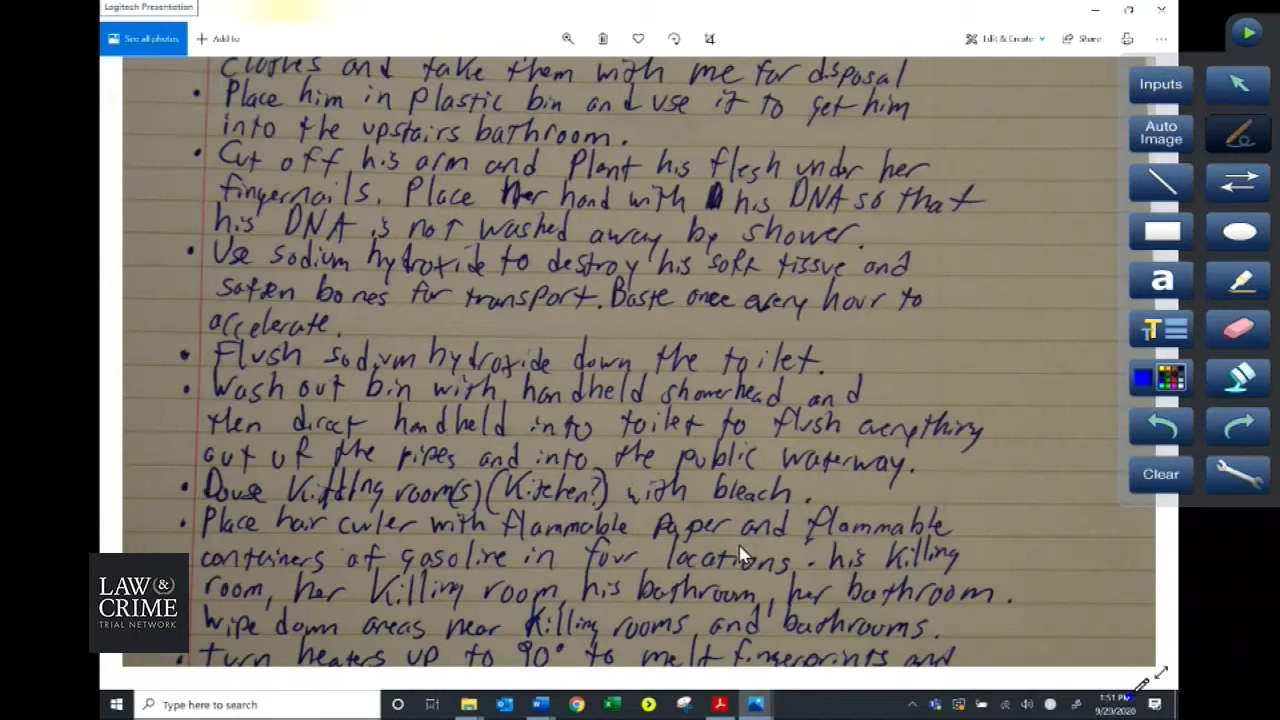 Logitech Presentation
See all photos
Add to
Edit & Create
Share
Clothes and take them with me for disposal
Place him in plastic bin and use it to get him
into the upstairs bathroom.
Cut off his arm and plant his flesh under her
fingernails. Place her hand with his DNA so that
his DNA is not washed away by shower.
Use sodium hydroxide to destroy his soft tissue and
soften bones for transport. Baste once every hour to
accelerate.
Flush sodium hydroxide down the toilet.
Wash out bin with handheld showerhead and
then direct handheld into toilet to flush everything
out of the pipes and into the public waterway.
Douse Killing room(s) (Kitchen?) with bleach.
Place hair curler with flammable paper and flammable
containers of gasoline in four locations. his Killing
room, her Killing room, his bathroom, her bathroom.
Wipe down areas near Killing rooms and bathrooms.
Turn heaters up to 90° to melt fingerprints and
Inputs
Auto
Image
a
T
Clear
LAW &
CRIME
TRIAL NETWORK
Type here to search
1:51 PM
9/29/2020